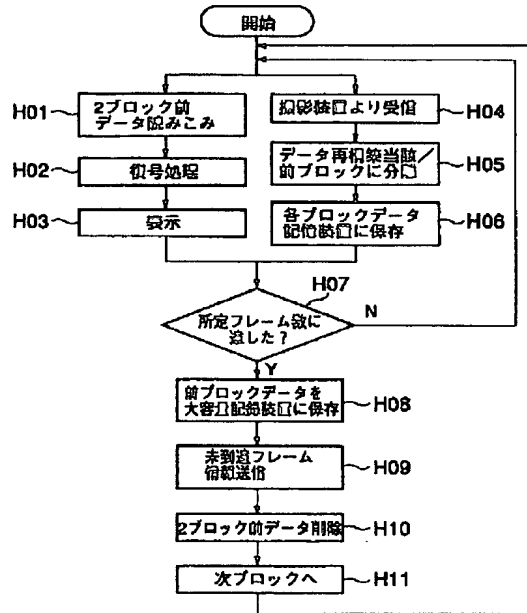 開始
H01
2ブロック前
データ読みこみ
H02
復号処理
H03
表示
撮影装置より受信
H04
データ再構築当該/
前ブロックに分離
H05
各ブロックデータ
記憶装置に保存
H06
H07
所定フレーム数に
達した?
N
Y
前ブロックデータを
大容量記録装置に保存
H08
未到達フレーム
情報送信
H09
2ブロック前データ削除
H10
次ブロックへ
H11